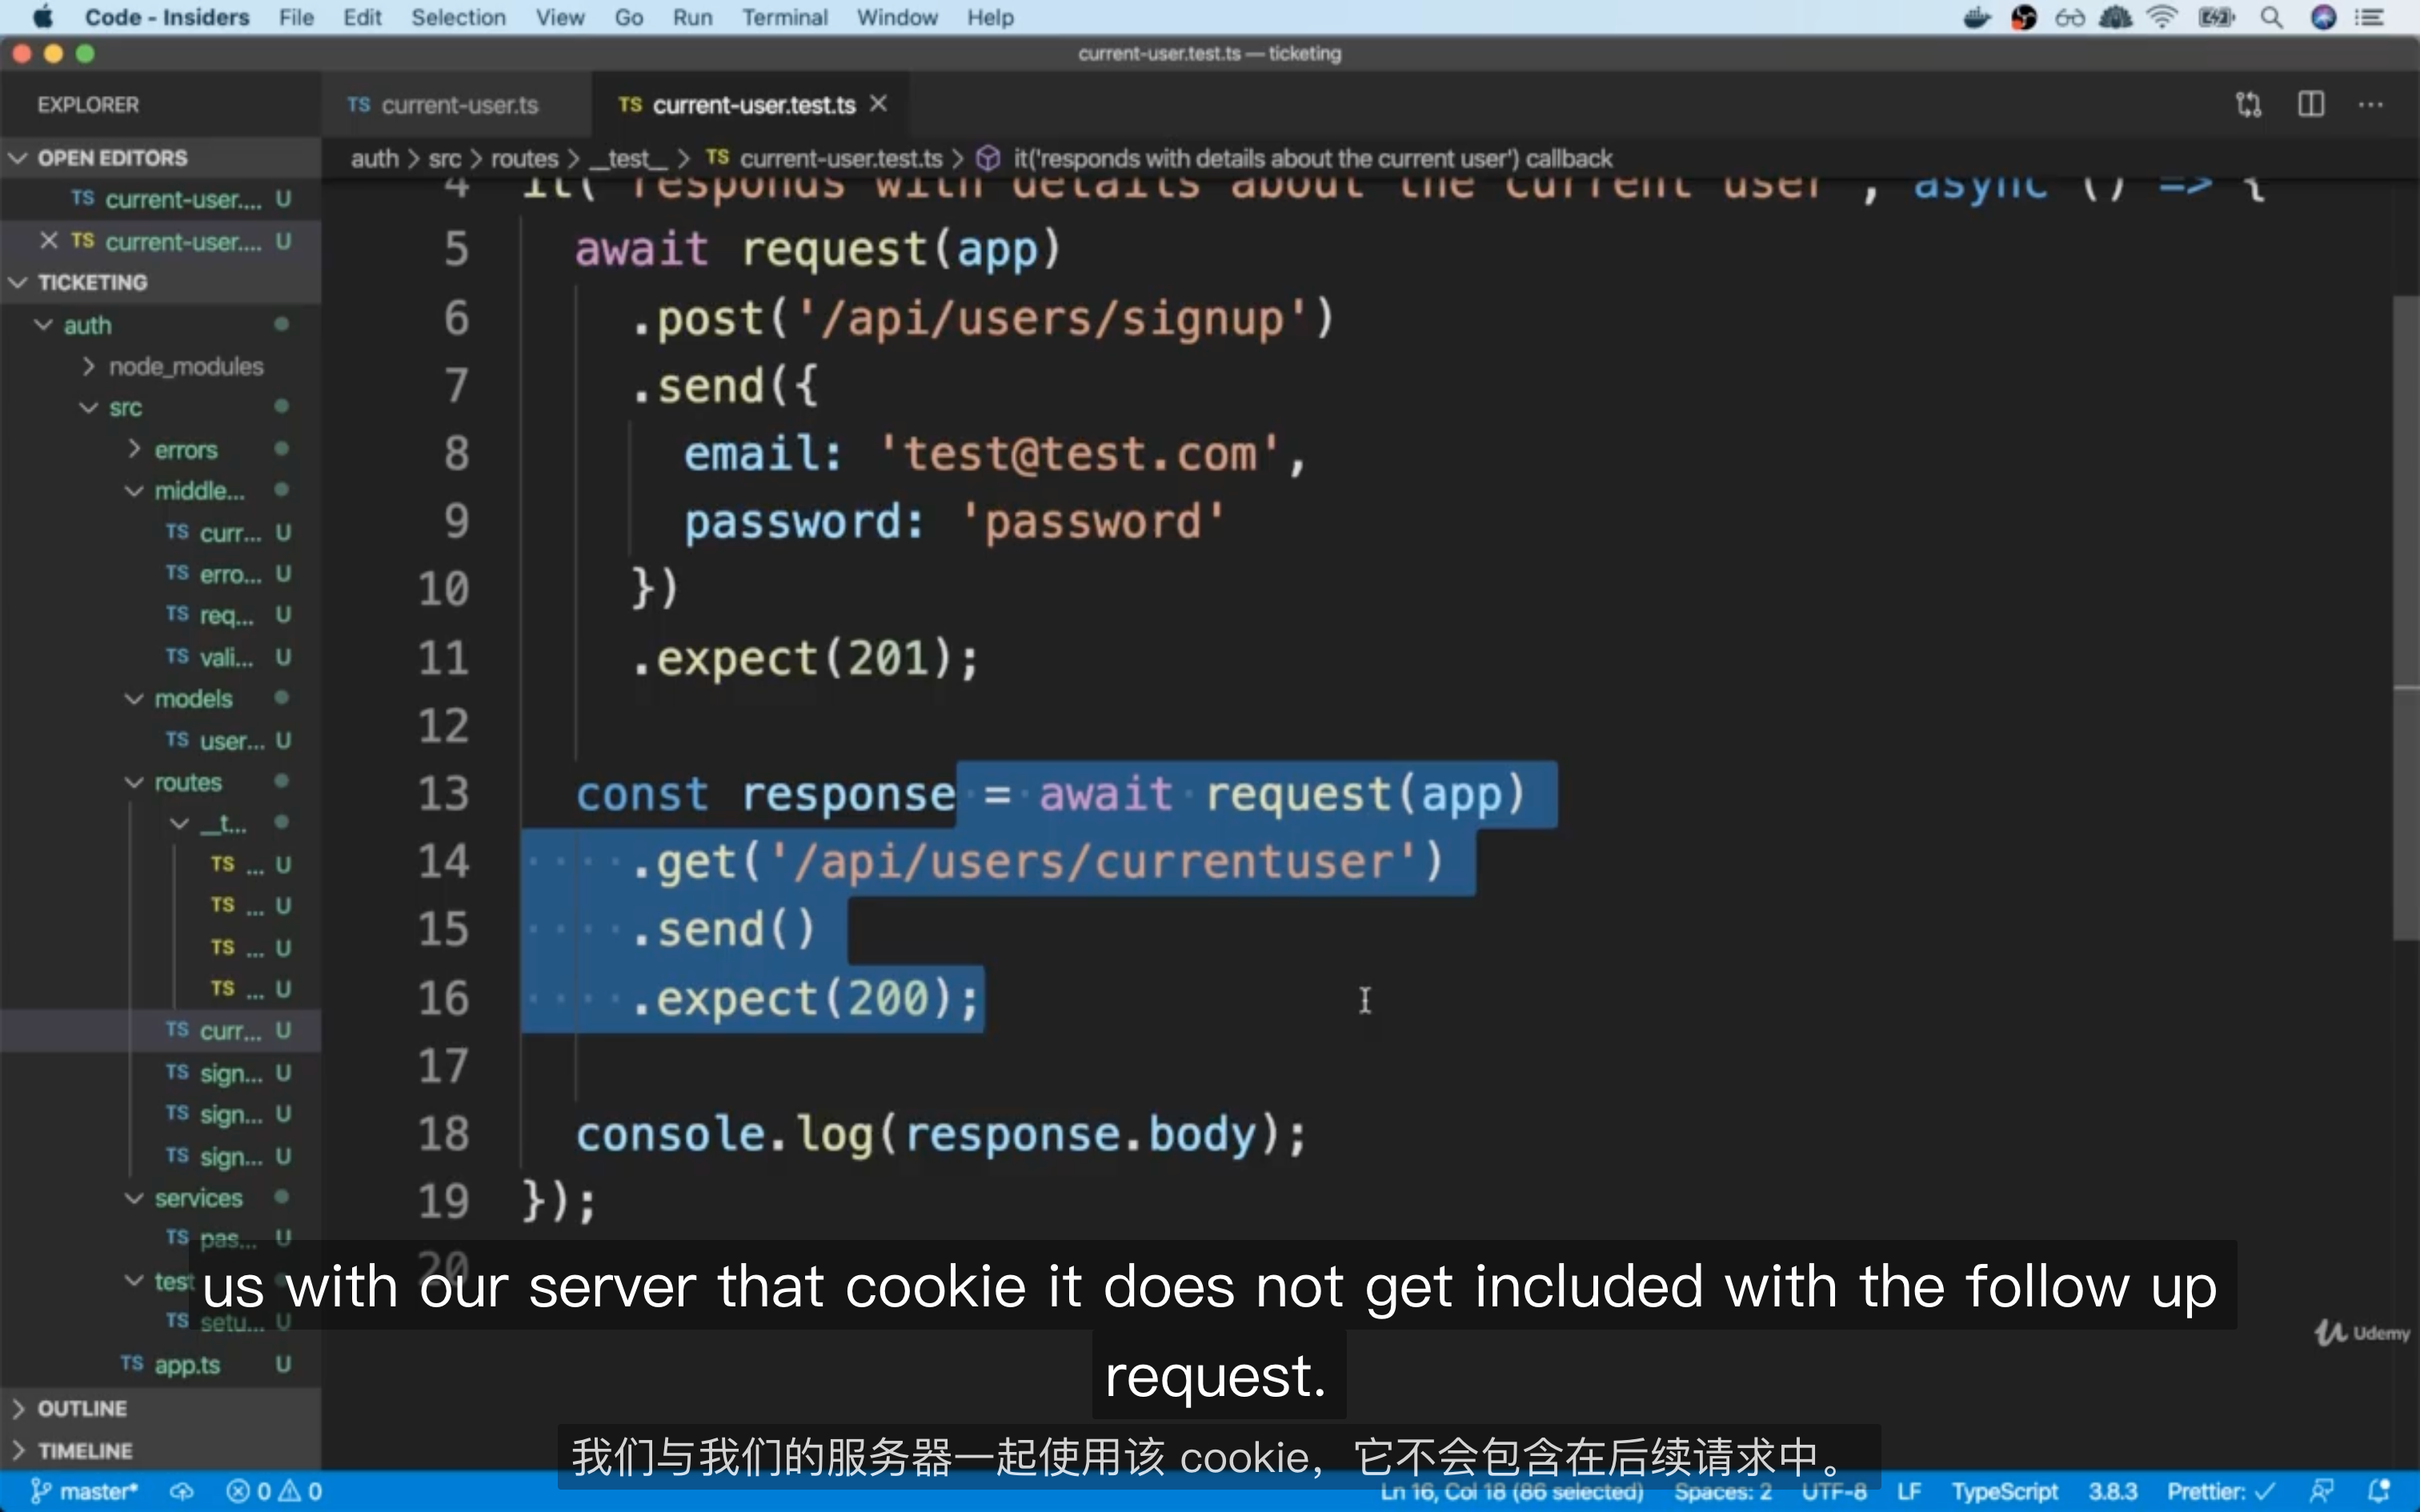 Code - Insiders File Edit Selection View Go Run Terminal Window Help
current-user.test.ts — ticketing
EXPLORER
TS current-user.ts TS current-user.test.ts
OPEN EDITORS
auth > src > routes > __test__ > TS current-user.test.ts > it('responds with details about the current user') callback
TS current-user.... U
TS current-user.... U
TICKETING
auth
node_modules
src
errors
middle...
TS curr... U
TS erro... U
TS req... U
TS vali... U
models
TS user... U
routes
__t...
TS ... U
TS ... U
TS ... U
TS ... U
TS curr... U
TS sign... U
TS sign... U
TS sign... U
services
TS pas... U
test
TS setu... U
TS app.ts U
OUTLINE
TIMELINE
4 it('responds with details about the current user', async () => {
5 await request(app)
6 .post('/api/users/signup')
7 .send({
8 email: 'test@test.com',
9 password: 'password'
10 })
11 .expect(201);
12
13 const response = await request(app)
14 .get('/api/users/currentuser')
15 .send()
16 .expect(200);
17
18 console.log(response.body);
19 });
20
us with our server that cookie it does not get included with the follow up
request.
我们与我们的服务器一起使用该 cookie，它不会包含在后续请求中。
Udemy
master* 0 0 Ln 16, Col 18 (86 selected) Spaces: 2 UTF-8 LF TypeScript 3.8.3 Prettier: ✓